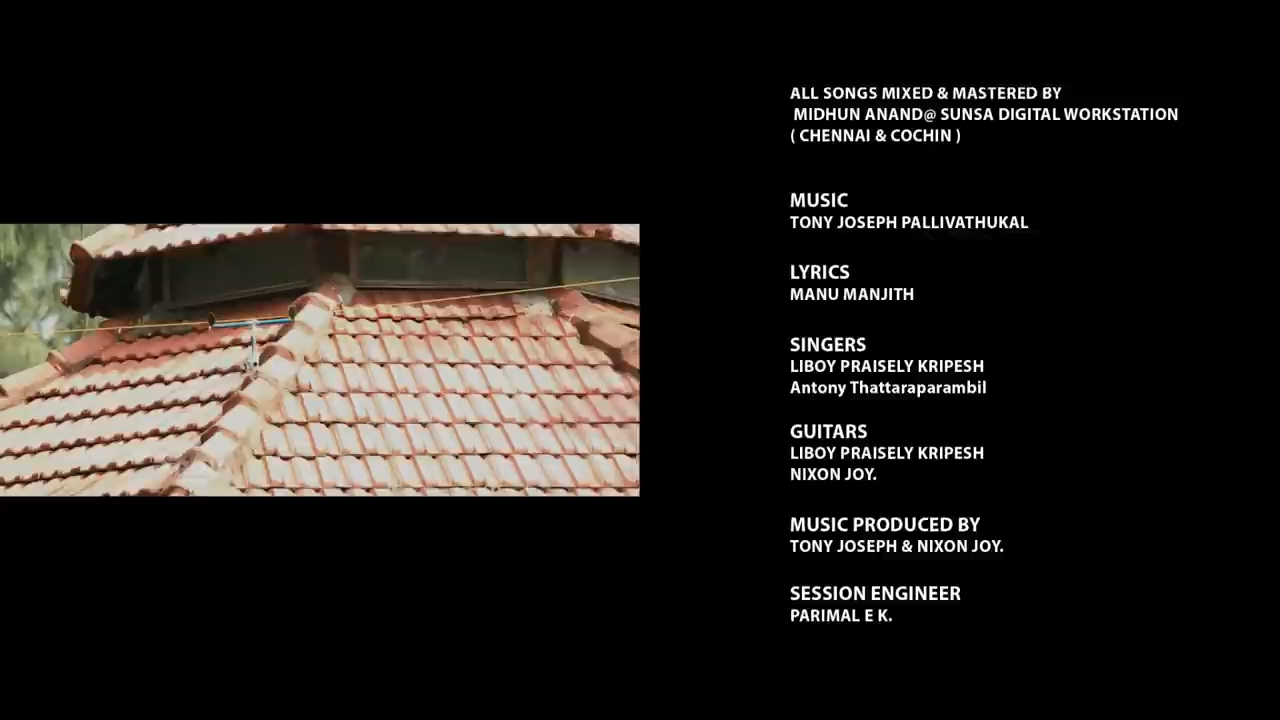 ALL SONGS MIXED & MASTERED BY
MIDHUN ANAND@ SUNSA DIGITAL WORKSTATION
( CHENNAI & COCHIN )
MUSIC
TONY JOSEPH PALLIVATHUKAL
LYRICS
MANU MANJITH
SINGERS
LIBOY PRAISELY KRIPESH
Antony Thattaraparambil
GUITARS
LIBOY PRAISELY KRIPESH
NIXON JOY.
MUSIC PRODUCED BY
TONY JOSEPH & NIXON JOY.
SESSION ENGINEER
PARIMAL E K.